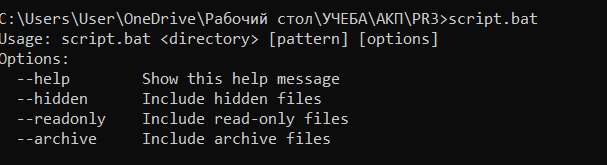 C:\Users\User\OneDrive\Рабочий стол\УЧЕБА\АКП\PR3>script.bat
Usage: script.bat <directory> [pattern] [options]
Options:
  --help      Show this help message
  --hidden    Include hidden files
  --readonly  Include read-only files
  --archive   Include archive files